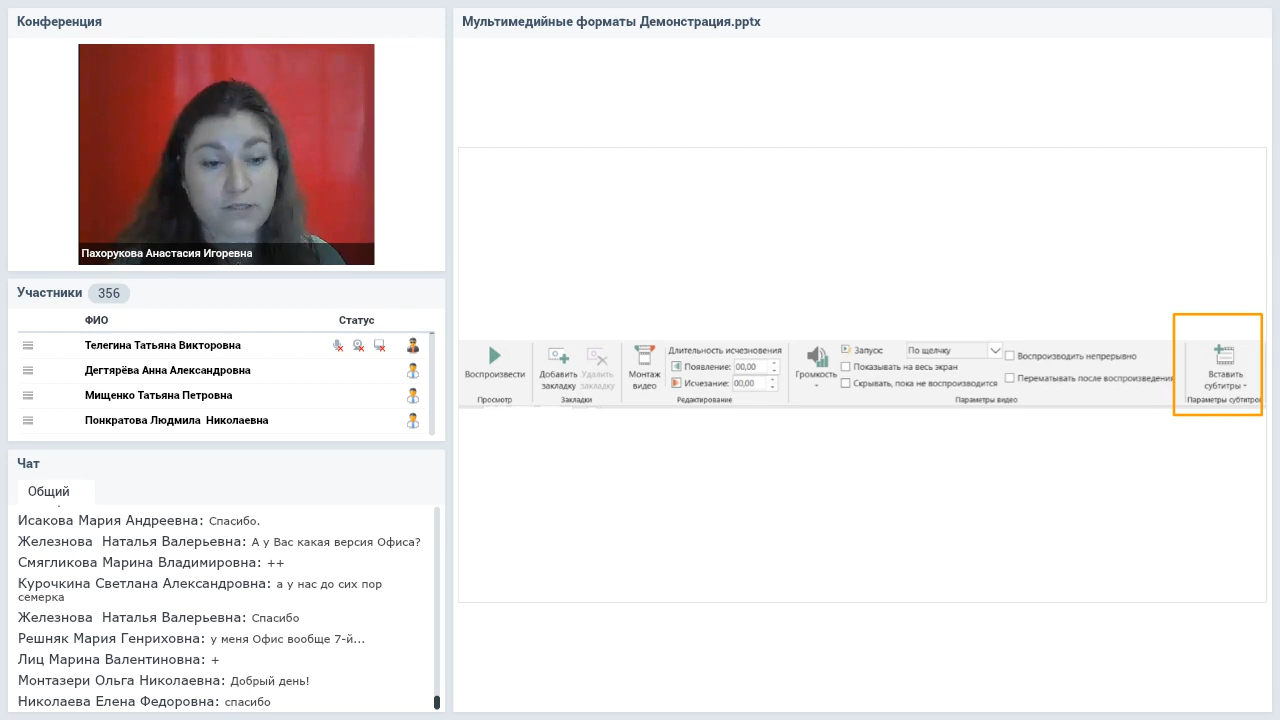 Конференция
Пахорукова Анастасия Игоревна
Участники 356
ФИО Статус
Телегина Татьяна Викторовна
Дегтярёва Анна Александровна
Мищенко Татьяна Петровна
Понкратова Людмила  Николаевна
Чат
Общий
Исакова Мария Андреевна: Спасибо.
Железнова  Наталья Валерьевна: А у Вас какая версия Офиса?
Смягликова Марина Владимировна: ++
Курочкина Светлана Александровна: а у нас до сих пор
семерка
Железнова  Наталья Валерьевна: Спасибо
Решняк Мария Генриховна: у меня Офис вообще 7-й...
Лиц Марина Валентиновна: +
Монтазери Ольга Николаевна: Добрый день!
Николаева Елена Федоровна: спасибо
Мультимедийные форматы Демонстрация.pptx
Воспроизвести
Просмотр
Добавить закладку
Удалить закладку
Закладки
Монтаж видео
Длительность исчезновения
Появление: 00,00
Исчезание: 00,00
Редактирование
Громкость
Запуск: По щелчку
Показывать на весь экран
Скрывать, пока не воспроизводится
Воспроизводить непрерывно
Перематывать после воспроизведения
Параметры видео
Вставить субтитры
Параметры субтитров